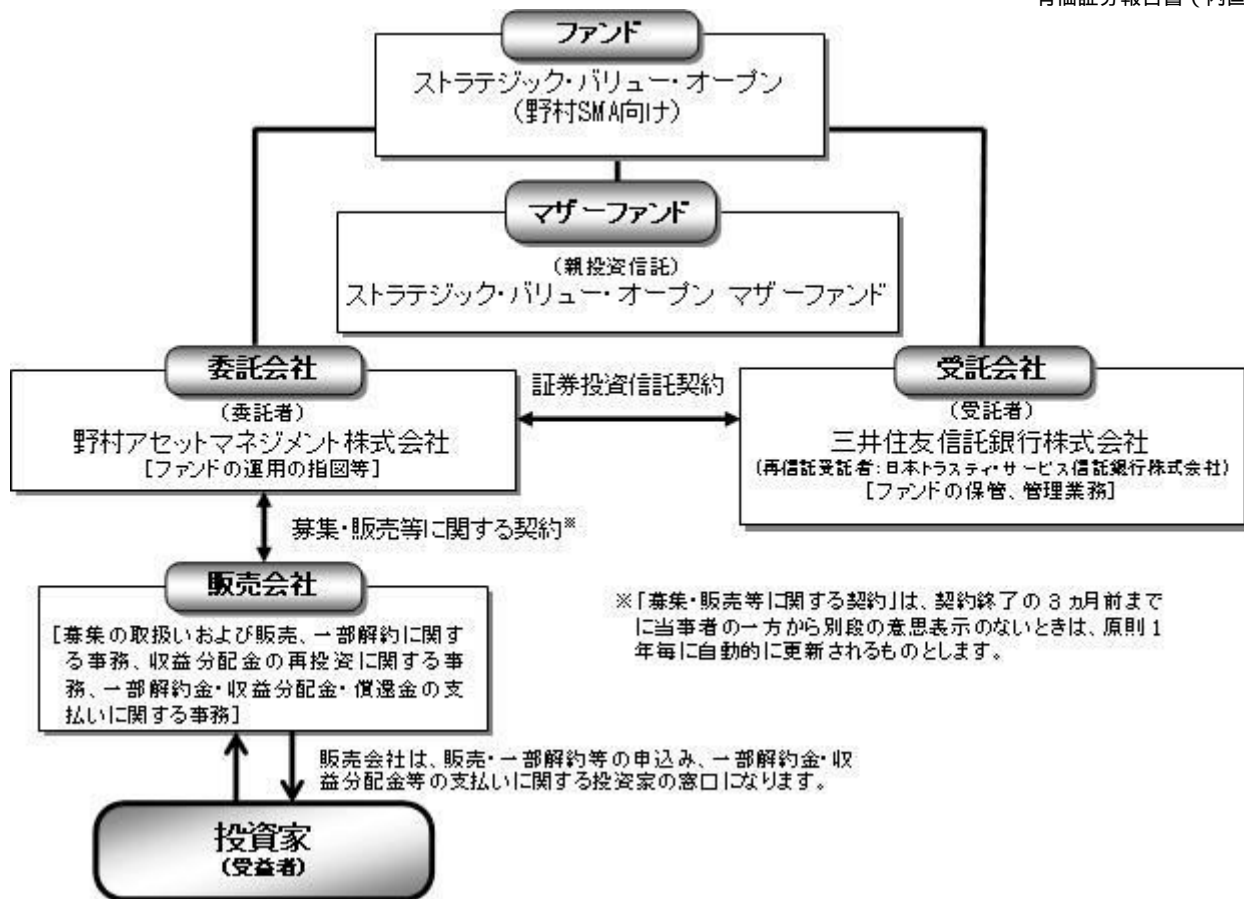 ファンド
ストラテジック・バリュー・オープン
(野村SMA向け)
マザーファンド
(親投資信託)
ストラテジック・バリュー・オープン マザーファンド
委託会社
(委託者)
野村アセットマネジメント株式会社
[ファンドの運用の指図等]
証券投資信託契約
受託会社
(受託者)
三井住友信託銀行株式会社
(再信託受託者:日本トラスティ・サービス信託銀行株式会社)
[ファンドの保管、管理業務]
募集・販売等に関する契約※
販売会社
[募集の取扱いおよび販売、一部解約に関す
る事務、収益分配金の再投資に関する事
務、一部解約金・収益分配金・償還金の支
払いに関する事務]
※「募集・販売等に関する契約」は、契約終了の3ヵ月前まで
に当事者の一方から別段の意思表示のないときは、原則1
年毎に自動的に更新されるものとします。
販売会社は、販売・一部解約等の申込み、一部解約金・収
益分配金等の支払いに関する投資家の窓口になります。
投資家
(受益者)